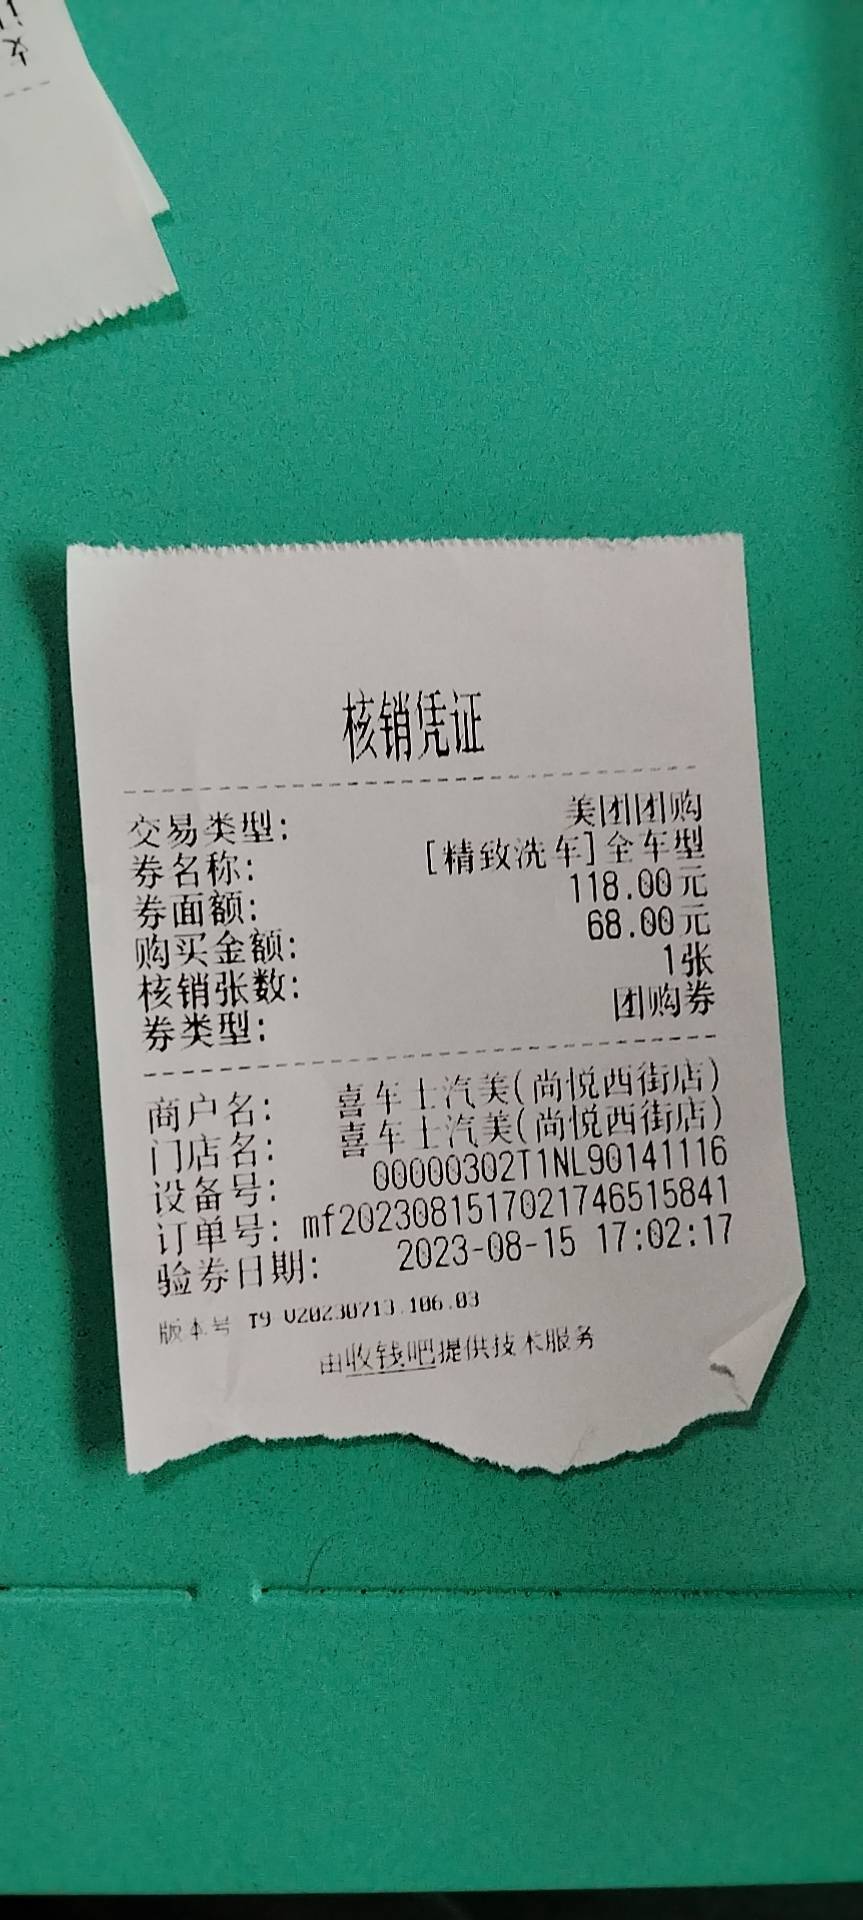 核销凭证
交易类型: 美团团购
券名称: [精致洗车]全车型
券面额: 118.00元
购买金额: 68.00元
核销张数: 1张
券类型: 团购券
商户名: 喜车士汽美(尚悦西街店)
门店名: 喜车士汽美(尚悦西街店)
设备号: 00000302T1NL90141116
订单号: mf2023081517021746515841
验券日期: 2023-08-15 17:02:17
版本号 T9 V20230713.106.03
由收钱吧提供技术服务